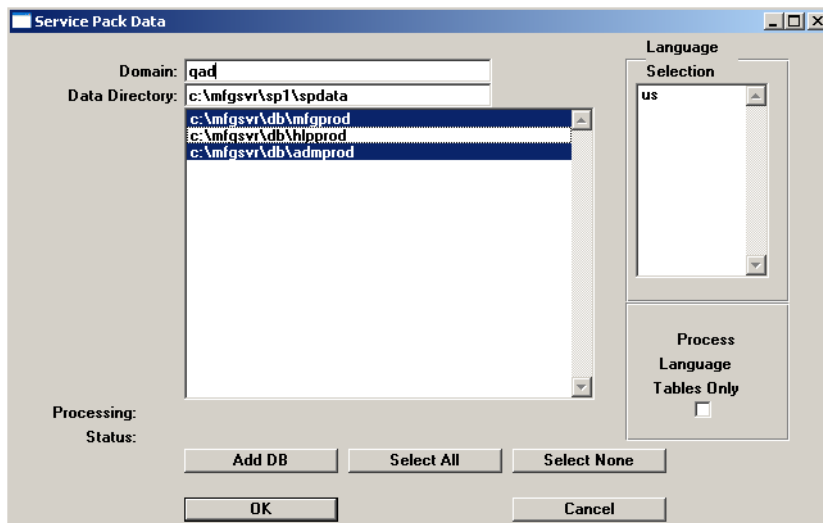 Service Pack Data
Domain: qad
Data Directory: c:\mfgsvr\sp1\spdata
c:\mfgsvr\db\mfgprod
c:\mfgsvr\db\hlpprod
c:\mfgsvr\db\admprod
Language
Selection
us
Process
Language
Tables Only
Processing:
Status:
Add DB Select All Select None
OK Cancel